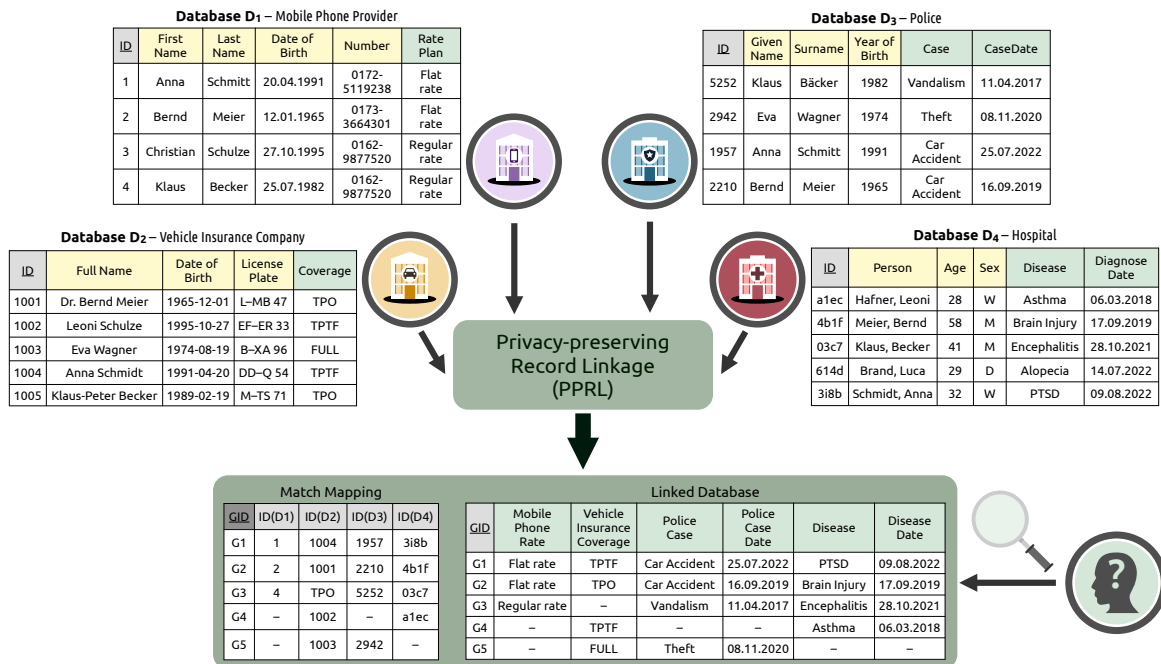 Database D1 – Mobile Phone Provider
ID First Name Last Name Date of Birth Number Rate Plan
1 Anna Schmitt 20.04.1991 0172-5119238 Flat rate
2 Bernd Meier 12.01.1965 0173-3664301 Flat rate
3 Christian Schulze 27.10.1995 0162-9877520 Regular rate
4 Klaus Becker 25.07.1982 0162-9877520 Regular rate
Database D3 – Police
ID Given Name Surname Year of Birth Case CaseDate
5252 Klaus Bäcker 1982 Vandalism 11.04.2017
2942 Eva Wagner 1974 Theft 08.11.2020
1957 Anna Schmitt 1991 Car Accident 25.07.2022
2210 Bernd Meier 1965 Car Accident 16.09.2019
Database D2 – Vehicle Insurance Company
ID Full Name Date of Birth License Plate Coverage
1001 Dr. Bernd Meier 1965-12-01 L–MB 47 TPO
1002 Leoni Schulze 1995-10-27 EF–ER 33 TPTF
1003 Eva Wagner 1974-08-19 B–XA 96 FULL
1004 Anna Schmidt 1991-04-20 DD–Q 54 TPTF
1005 Klaus-Peter Becker 1989-02-19 M–TS 71 TPO
Database D4 – Hospital
ID Person Age Sex Disease Diagnose Date
a1ec Hafner, Leoni 28 W Asthma 06.03.2018
4b1f Meier, Bernd 58 M Brain Injury 17.09.2019
03c7 Klaus, Becker 41 M Encephalitis 28.10.2021
614d Brand, Luca 29 D Alopecia 14.07.2022
3i8b Schmidt, Anna 32 W PTSD 09.08.2022
Privacy-preserving
Record Linkage
(PPRL)
Match Mapping
GID ID(D1) ID(D2) ID(D3) ID(D4)
G1 1 1004 1957 3i8b
G2 2 1001 2210 4b1f
G3 4 TPO 5252 03c7
G4 – 1002 – a1ec
G5 – 1003 2942 –
Linked Database
GID Mobile Phone Rate Vehicle Insurance Coverage Police Case Police Case Date Disease Disease Date
G1 Flat rate TPTF Car Accident 25.07.2022 PTSD 09.08.2022
G2 Flat rate TPO Car Accident 16.09.2019 Brain Injury 17.09.2019
G3 Regular rate – Vandalism 11.04.2017 Encephalitis 28.10.2021
G4 – TPTF – – Asthma 06.03.2018
G5 – FULL Theft 08.11.2020 – –
?